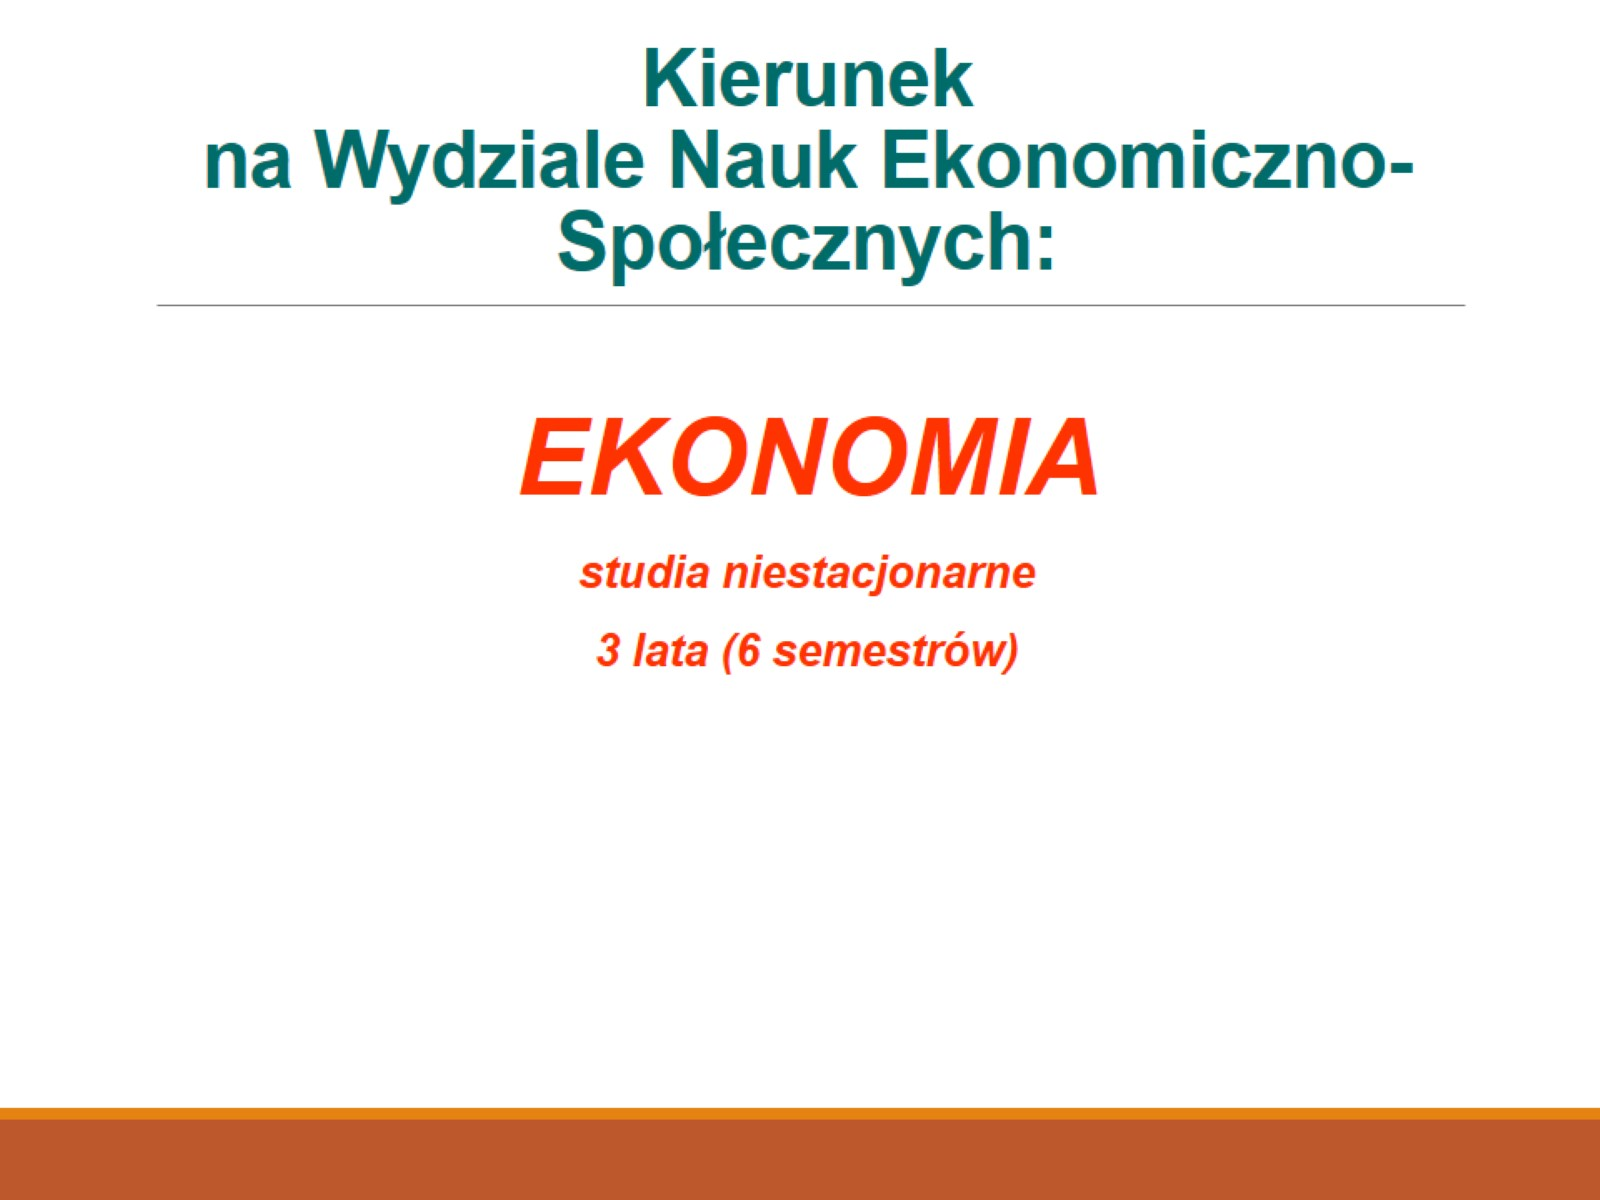 Kierunek
na Wydziale Nauk Ekonomiczno-
Społecznych:
EKONOMIA
studia niestacjonarne
3 lata (6 semestrów)